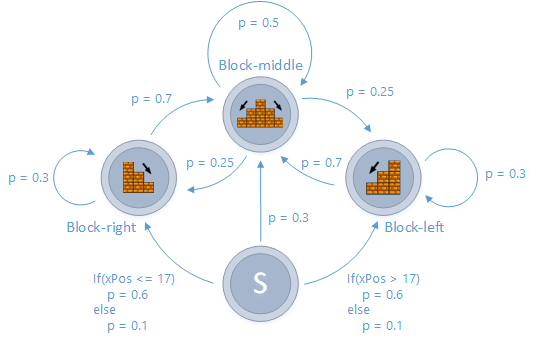 p = 0.5
Block-middle
p = 0.7
p = 0.25
p = 0.25
p = 0.7
p = 0.3
p = 0.3
Block-right
Block-left
p = 0.3
If(xPos <= 17)
p = 0.6
else
p = 0.1
S
If(xPos > 17)
p = 0.6
else
p = 0.1